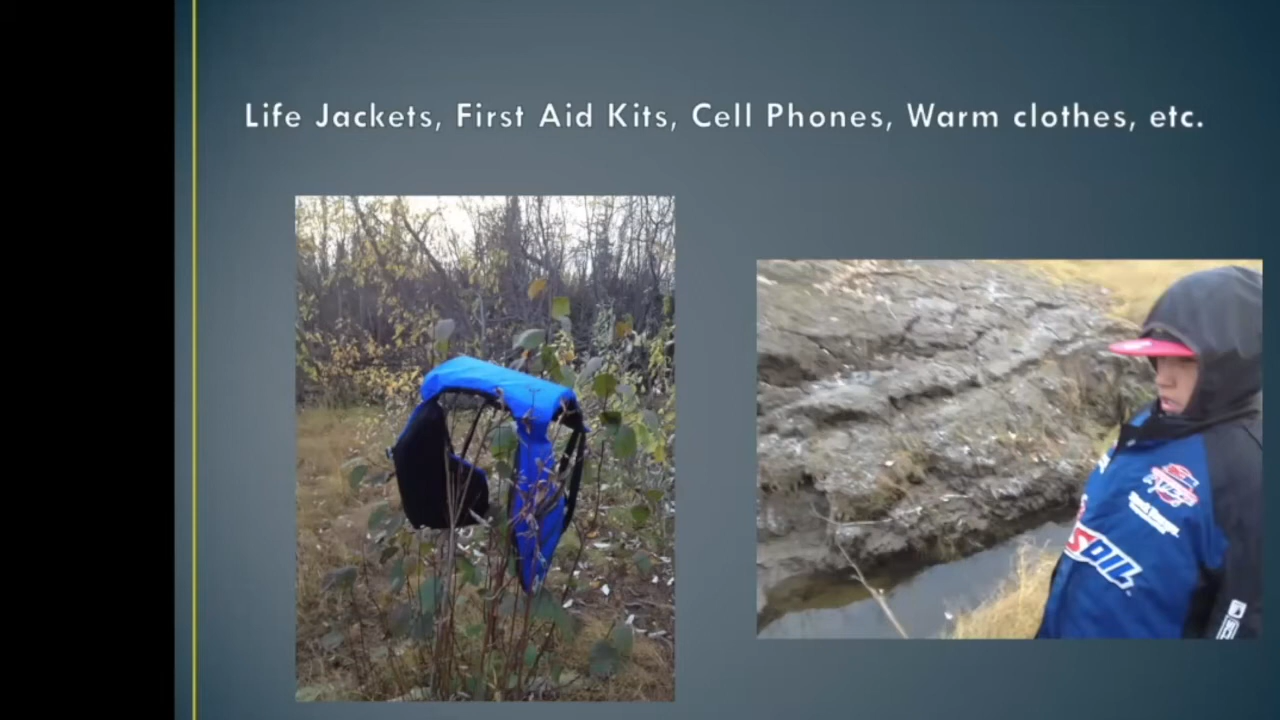 Life Jackets, First Aid Kits, Cell Phones, Warm clothes, etc.
SOIL